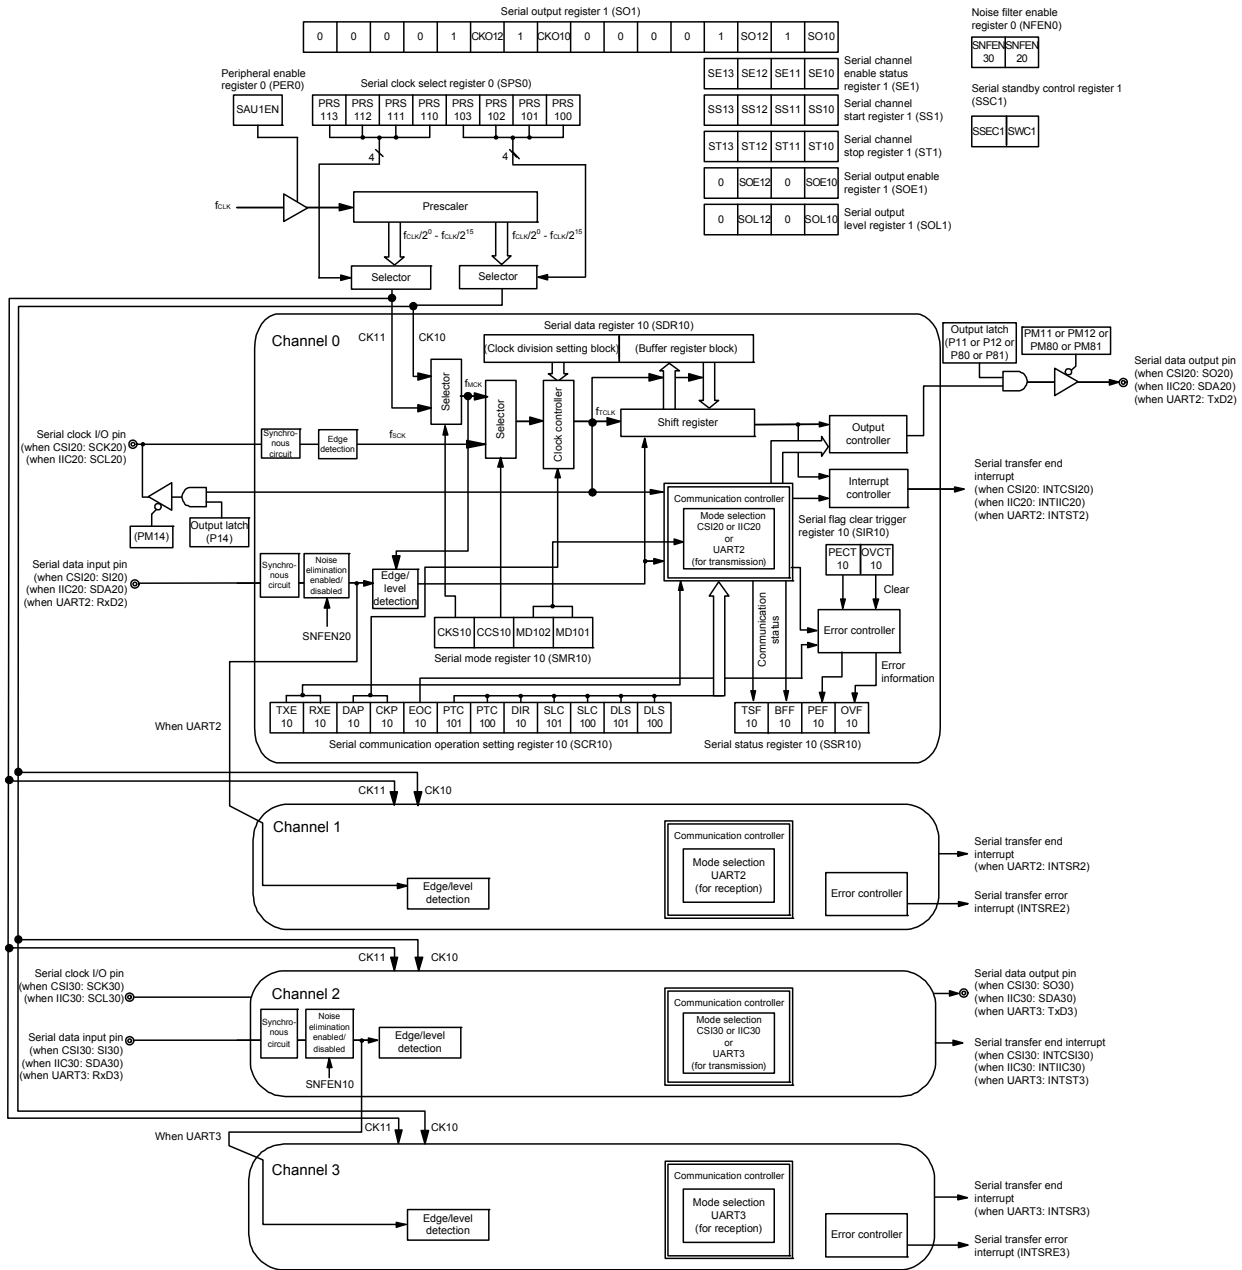 Serial output register 1 (SO1)
0 0 0 0 1 CKO12 1 CKO10 0 0 0 0 1 SO12 1 SO10
Noise filter enable
register 0 (NFEN0)
SNFEN SNFEN
30 20
Peripheral enable
register 0 (PER0)
SAU1EN
Serial clock select register 0 (SPS0)
PRS PRS PRS PRS PRS PRS PRS PRS
113 112 111 110 103 102 101 100
4
4
SE13 SE12 SE11 SE10
Serial channel
enable status
register 1 (SE1)
SS13 SS12 SS11 SS10
Serial channel
start register 1 (SS1)
ST13 ST12 ST11 ST10
Serial channel
stop register 1 (ST1)
0 SOE12 0 SOE10
Serial output enable
register 1 (SOE1)
0 SOL12 0 SOL10
Serial output
level register 1 (SOL1)
Serial standby control register 1
(SSC1)
SSEC1 SWC1
fCLK
Prescaler
fCLK/2⁰ - fCLK/2¹⁵
fCLK/2⁰ - fCLK/2¹⁵
Selector
Selector
Channel 0
CK11
CK10
Serial data register 10 (SDR10)
(Clock division setting block) (Buffer register block)
Selector
fMCK
Selector
Clock controller
fTCLK
Shift register
Output latch
(P11 or P12 or
P80 or P81)
PM11 or PM12 or
PM80 or PM81
Serial data output pin
(when CSI20: SO20)
(when IIC20: SDA20)
(when UART2: TxD2)
Output
controller
Serial clock I/O pin
(when CSI20: SCK20)
(when IIC20: SCL20)
Synchro-
nous
circuit
Edge
detection
fSCK
Interrupt
controller
Serial transfer end
interrupt
(when CSI20: INTCSI20)
(when IIC20: INTIIC20)
(when UART2: INTST2)
(PM14)
Output latch
(P14)
Communication controller
Mode selection
CSI20 or IIC20
or
UART2
(for transmission)
Serial flag clear trigger
register 10 (SIR10)
PECT OVCT
10 10
Clear
Serial data input pin
(when CSI20: SI20)
(when IIC20: SDA20)
(when UART2: RxD2)
Synchro-
nous
circuit
Noise
elimination
enabled/
disabled
Edge/
level
detection
SNFEN20
CKS10 CCS10 MD102 MD101
Serial mode register 10 (SMR10)
Communication
status
Error controller
Error
information
When UART2
TXE RXE DAP CKP EOC PTC PTC DIR SLC SLC DLS DLS
10 10 10 10 10 101 100 10 101 100 101 100
Serial communication operation setting register 10 (SCR10)
TSF BFF PEF OVF
10 10 10 10
Serial status register 10 (SSR10)
CK11
CK10
Channel 1
Communication controller
Mode selection
UART2
(for reception)
Edge/level
detection
Error controller
Serial transfer end
interrupt
(when UART2: INTSR2)
Serial transfer error
interrupt (INTSRE2)
CK11
CK10
Serial clock I/O pin
(when CSI30: SCK30)
(when IIC30: SCL30)
Channel 2
Serial data input pin
(when CSI30: SI30)
(when IIC30: SDA30)
(when UART3: RxD3)
Synchro-
nous
circuit
Noise
elimination
enabled/
disabled
SNFEN10
Edge/level
detection
Communication controller
Mode selection
CSI30 or IIC30
or
UART3
(for transmission)
Serial data output pin
(when CSI30: SO30)
(when IIC30: SDA30)
(when UART3: TxD3)
Serial transfer end interrupt
(when CSI30: INTCSI30)
(when IIC30: INTIIC30)
(when UART3: INTST3)
When UART3
CK11
CK10
Channel 3
Communication controller
Mode selection
UART3
(for reception)
Edge/level
detection
Error controller
Serial transfer end
interrupt
(when UART3: INTSR3)
Serial transfer error
interrupt (INTSRE3)